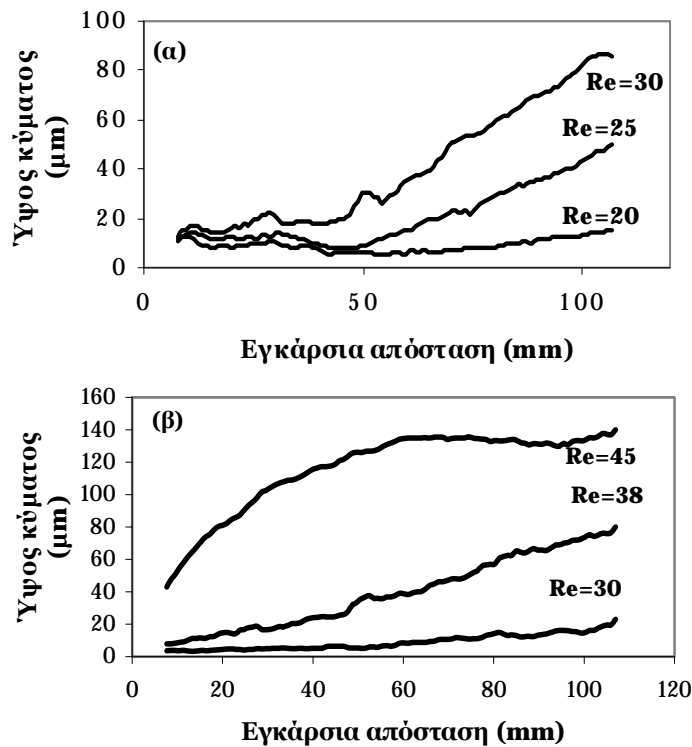 (α)
100
80
60
40
20
0
Ύψος κύματος
(μm)
Re=30
Re=25
Re=20
0 50 100
Εγκάρσια απόσταση (mm)
(β)
160
140
120
100
80
60
40
20
0
Ύψος κύματος
(μm)
Re=45
Re=38
Re=30
0 20 40 60 80 100 120
Εγκάρσια απόσταση (mm)